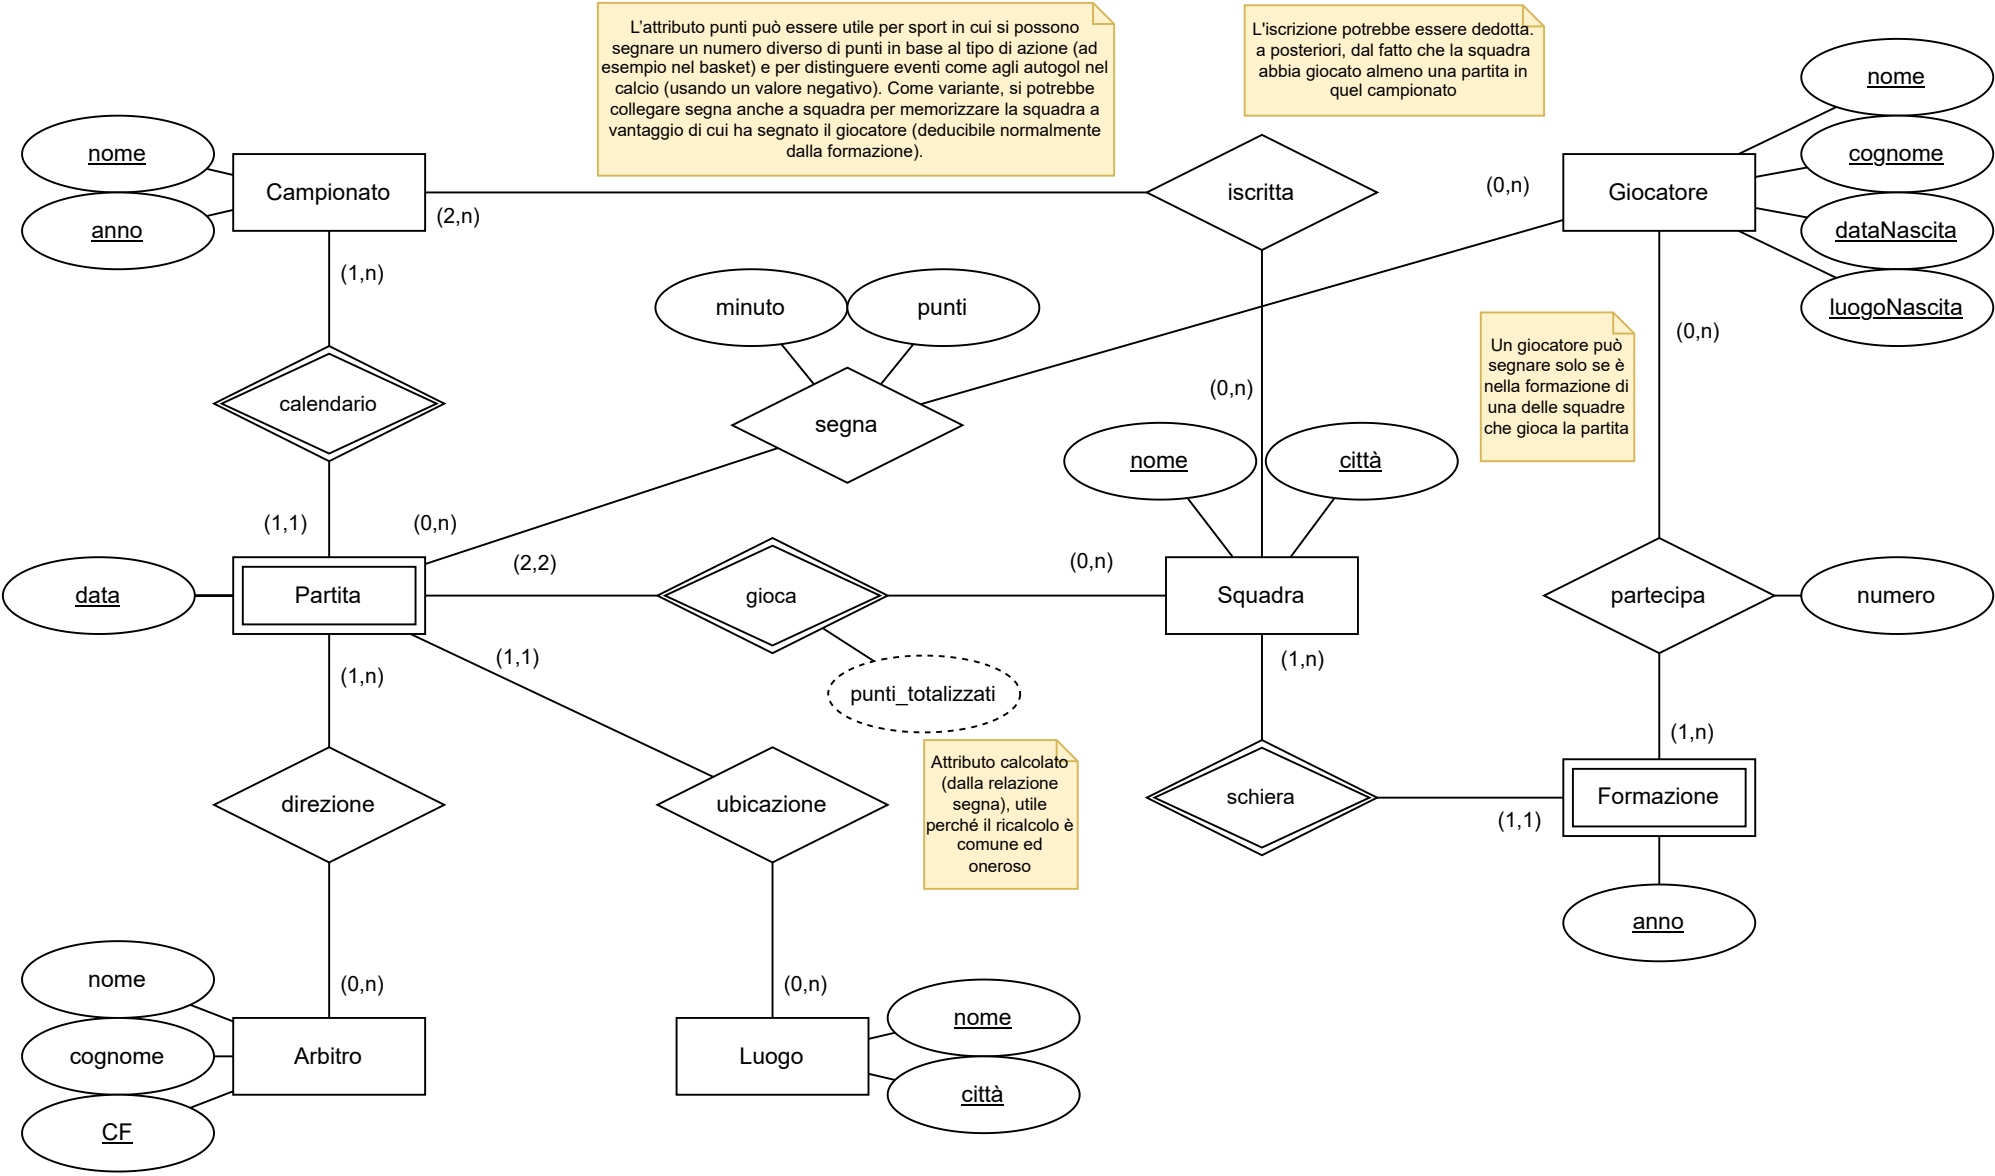 L'attributo punti può essere utile per sport in cui si possono
segnare un numero diverso di punti in base al tipo di azione (ad
esempio nel basket) e per distinguere eventi come agli autogol nel
calcio (usando un valore negativo). Come variante, si potrebbe
collegare segna anche a squadra per memorizzare la squadra a
vantaggio di cui ha segnato il giocatore (deducibile normalmente
dalla formazione).
L'iscrizione potrebbe essere dedotta.
a posteriori, dal fatto che la squadra
abbia giocato almeno una partita in
quel campionato
nome
anno
Campionato
(2,n)
(1,n)
iscritta
(0,n)
Giocatore
nome
cognome
dataNascita
luogoNascita
(0,n)
minuto
punti
segna
(0,n)
Un giocatore può
segnare solo se è
nella formazione di
una delle squadre
che gioca la partita
calendario
nome
città
(1,1)
(0,n)
(2,2)
(0,n)
data
Partita
gioca
Squadra
partecipa
numero
(1,n)
(1,1)
(1,n)
punti_totalizzati
(1,n)
Attributo calcolato
(dalla relazione
segna), utile
perché il ricalcolo è
comune ed
oneroso
direzione
ubicazione
schiera
(1,1)
Formazione
anno
nome
cognome
CF
(0,n)
Arbitro
(0,n)
Luogo
nome
città